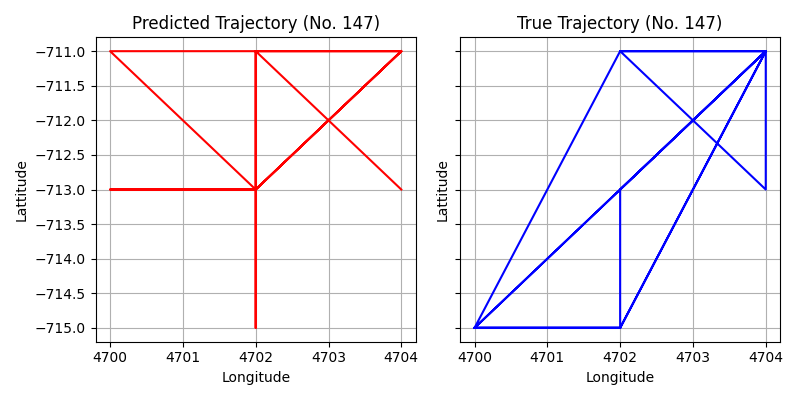 Predicted Trajectory (No. 147)
True Trajectory (No. 147)
Lattitude
−711.0
−711.5
−712.0
−712.5
−713.0
−713.5
−714.0
−714.5
−715.0
4700 4701 4702 4703 4704
Longitude
Lattitude
4700 4701 4702 4703 4704
Longitude